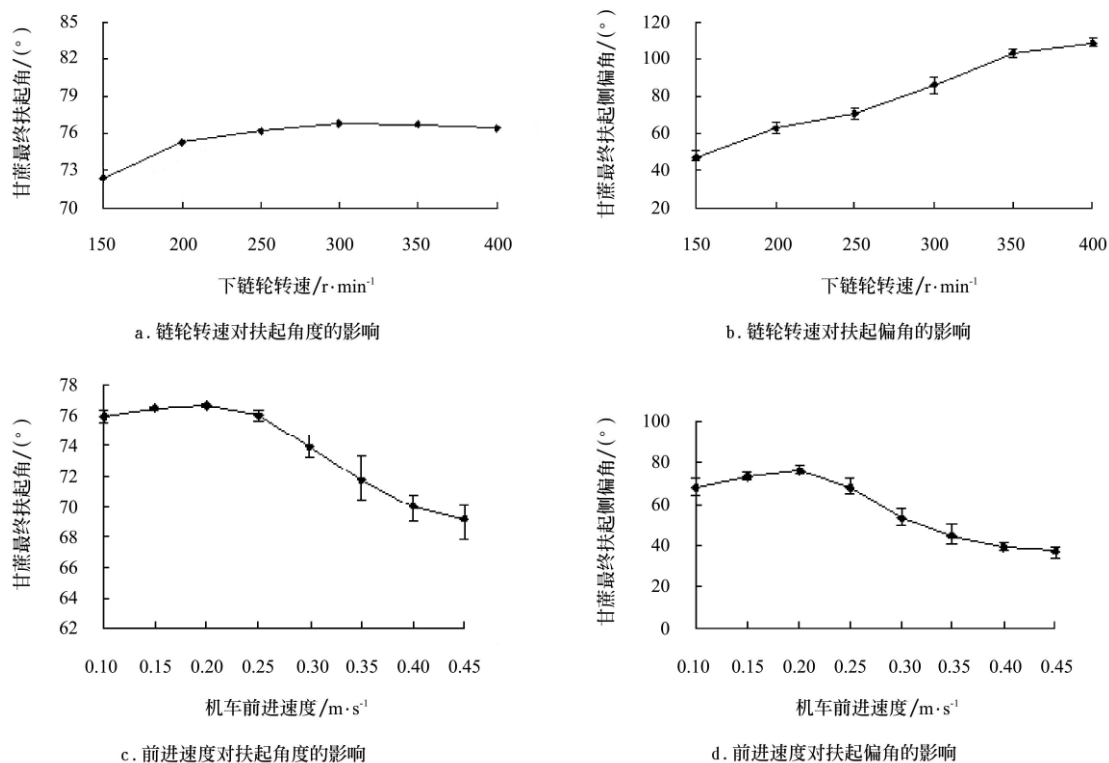 甘蔗最终扶起角/(°)
85
82
79
76
73
70
150 200 250 300 350 400
下链轮转速/r·min⁻¹
a.链轮转速对扶起角度的影响
甘蔗最终扶起侧偏角/(°)
120
100
80
60
40
20
150 200 250 300 350 400
下链轮转速/r·min⁻¹
b.链轮转速对扶起偏角的影响
甘蔗最终扶起角/(°)
78
76
74
72
70
68
66
64
62
0.10 0.15 0.20 0.25 0.30 0.35 0.40 0.45
机车前进速度/m·s⁻¹
c.前进速度对扶起角度的影响
甘蔗最终扶起侧偏角/(°)
100
80
60
40
20
0
0.10 0.15 0.20 0.25 0.30 0.35 0.40 0.45
机车前进速度/m·s⁻¹
d.前进速度对扶起偏角的影响